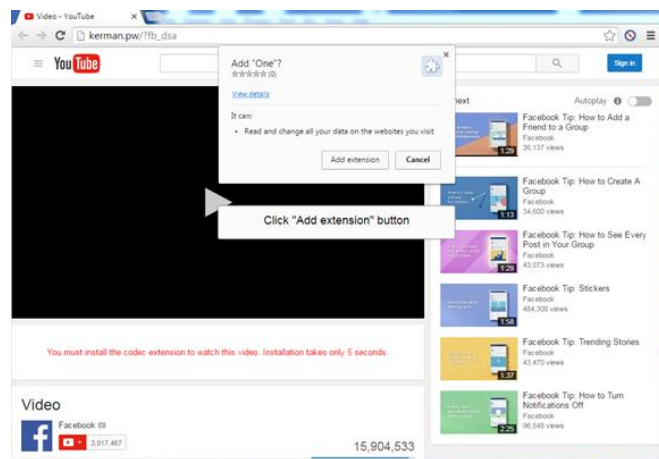 Video - YouTube
kerman.pw/?fb_dsa
YouTube
Sign in
Add "One"?
(0)
View details
It can:
• Read and change all your data on the websites you visit
Add extension
Cancel
Click "Add extension" button
next
Autoplay
Facebook Tip: How to Add a
Friend to a Group
Facebook
36,137 views
1:29
Facebook Tip: How to Create A
Group
Facebook
34,600 views
1:13
Facebook Tip: How to See Every
Post in Your Group
Facebook
43,073 views
1:29
Facebook Tip: Stickers
Facebook
484,300 views
1:58
Facebook Tip: Trending Stories
Facebook
43,470 views
1:37
Facebook Tip: How to Turn
Notifications Off
Facebook
96,548 views
2:25
You must install the codec extension to watch this video. Installation takes only 5 seconds.
Video
Facebook
3,917,467
15,904,533